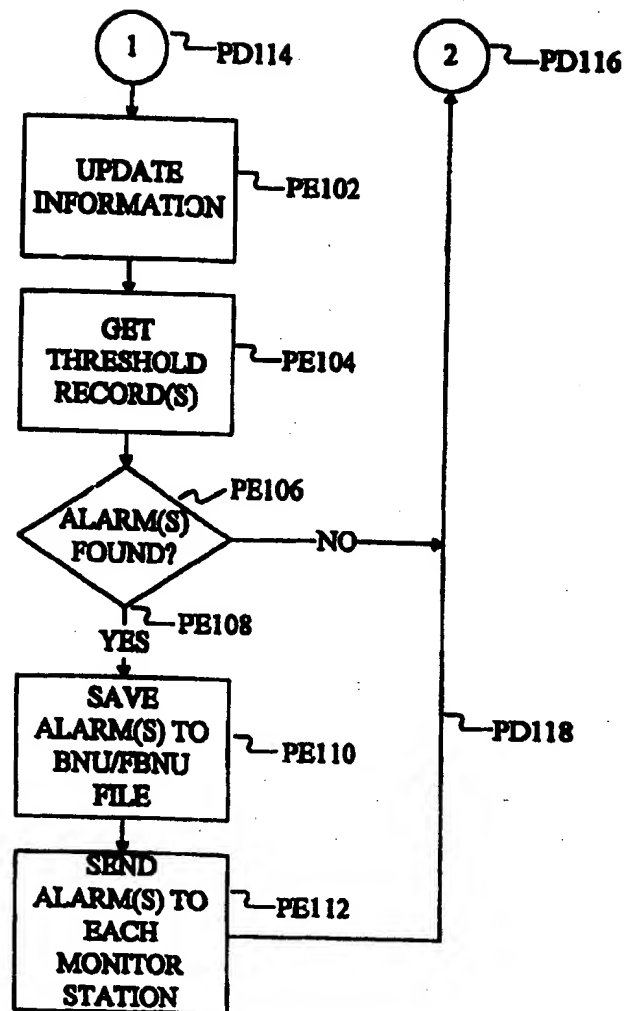 1
PD114
2
PD116
UPDATE
INFORMATION
PE102
GET
THRESHOLD
RECORD(S)
PE104
PE106
ALARM(S)
FOUND?
NO
PE108
YES
SAVE
ALARM(S) TO
BNU/FBNU
FILE
PE110
PD118
SEND
ALARM(S) TO
EACH
MONITOR
STATION
PE112